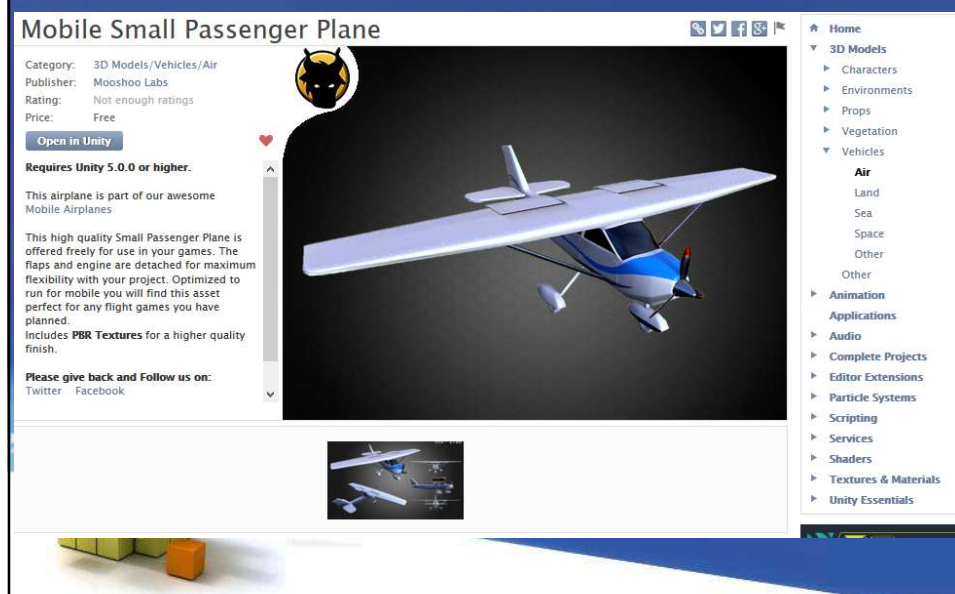 Mobile Small Passenger Plane
Category: 3D Models/Vehicles/Air
Publisher: Mooshoo Labs
Rating: Not enough ratings
Price: Free
Open in Unity
Requires Unity 5.0.0 or higher.
This airplane is part of our awesome
Mobile Airplanes
This high quality Small Passenger Plane is
offered freely for use in your games. The
flaps and engine are detached for maximum
flexibility with your project. Optimized to
run for mobile you will find this asset
perfect for any flight games you have
planned.
Includes PBR Textures for a higher quality
finish.
Please give back and Follow us on:
Twitter Facebook
Home
3D Models
Characters
Environments
Props
Vegetation
Vehicles
Air
Land
Sea
Space
Other
Other
Animation
Applications
Audio
Complete Projects
Editor Extensions
Particle Systems
Scripting
Services
Shaders
Textures & Materials
Unity Essentials